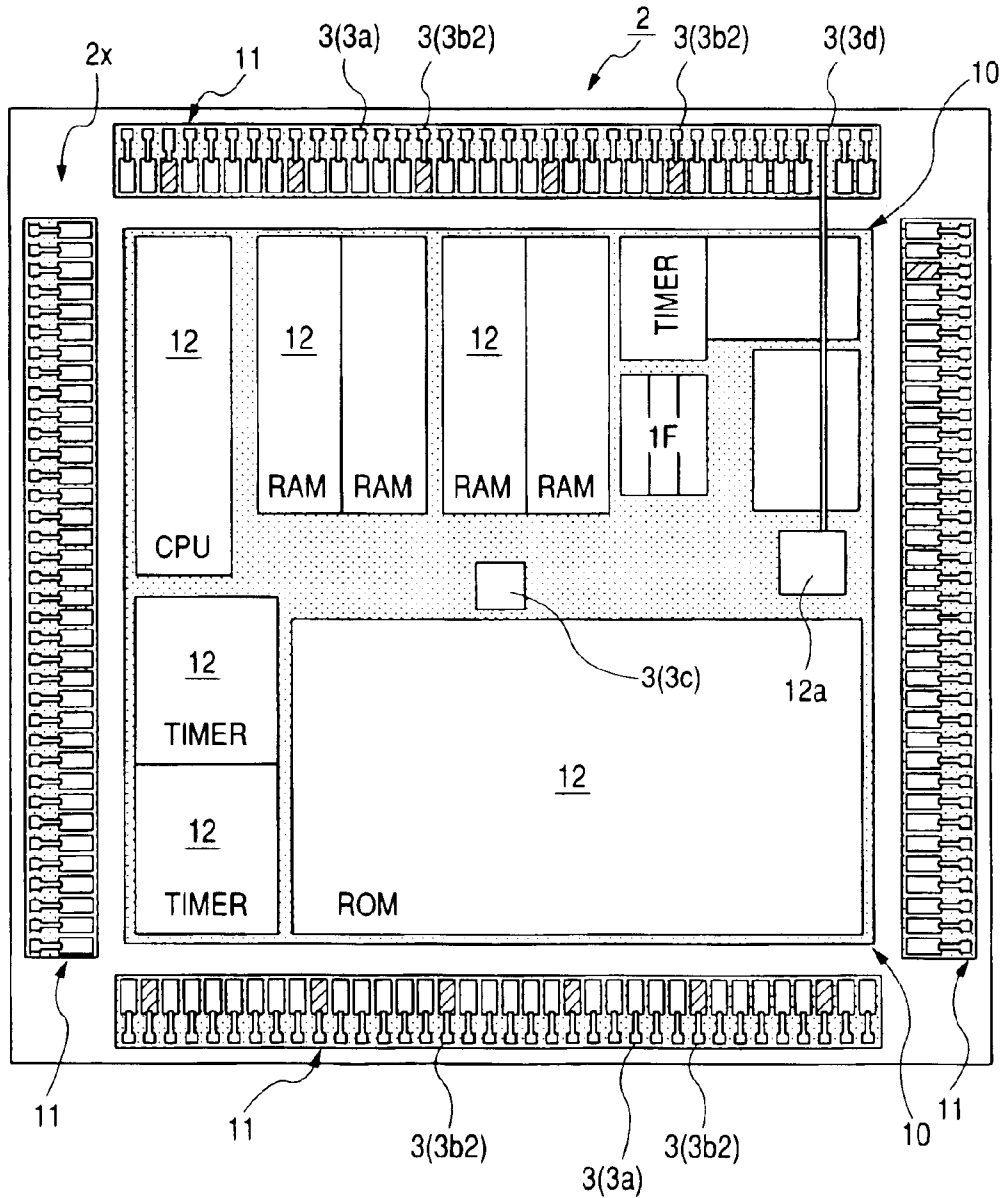 2
3(3a)
3(3b2)
3(3b2)
3(3d)
2x
11
10
12
12
12
TIMER
1F
RAM
RAM
RAM
RAM
CPU
3(3c)
12a
12
TIMER
12
12
TIMER
ROM
11
11
3(3b2)
3(3a)
3(3b2)
10
11